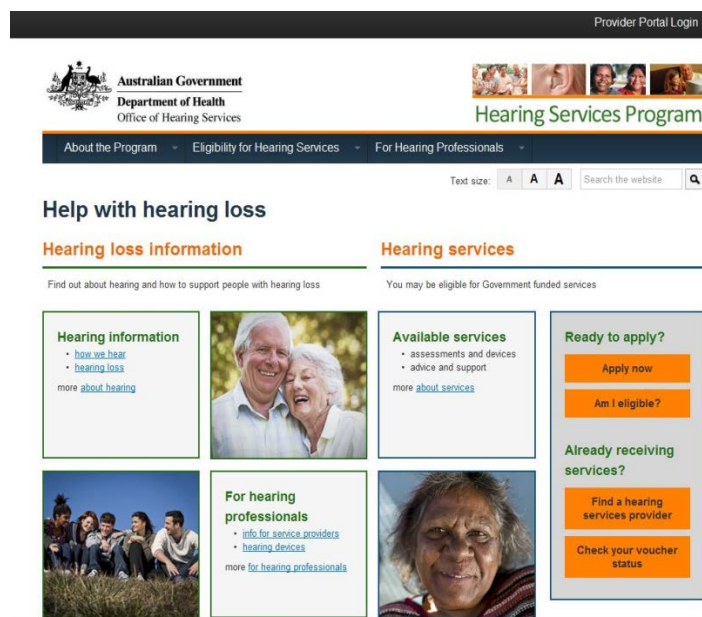 Provider Portal Login
Australian Government
Department of Health
Office of Hearing Services
Hearing Services Program
About the Program
Eligibility for Hearing Services
For Hearing Professionals
Text size: A A A
Search the website
Help with hearing loss
Hearing loss information
Find out about hearing and how to support people with hearing loss
Hearing services
You may be eligible for Government funded services
Hearing information
• how we hear
• hearing loss
more about hearing
Available services
• assessments and devices
• advice and support
more about services
Ready to apply?
Apply now
Am I eligible?
Already receiving
services?
Find a hearing
services provider
Check your voucher
status
For hearing
professionals
• info for service providers
• hearing devices
more for hearing professionals